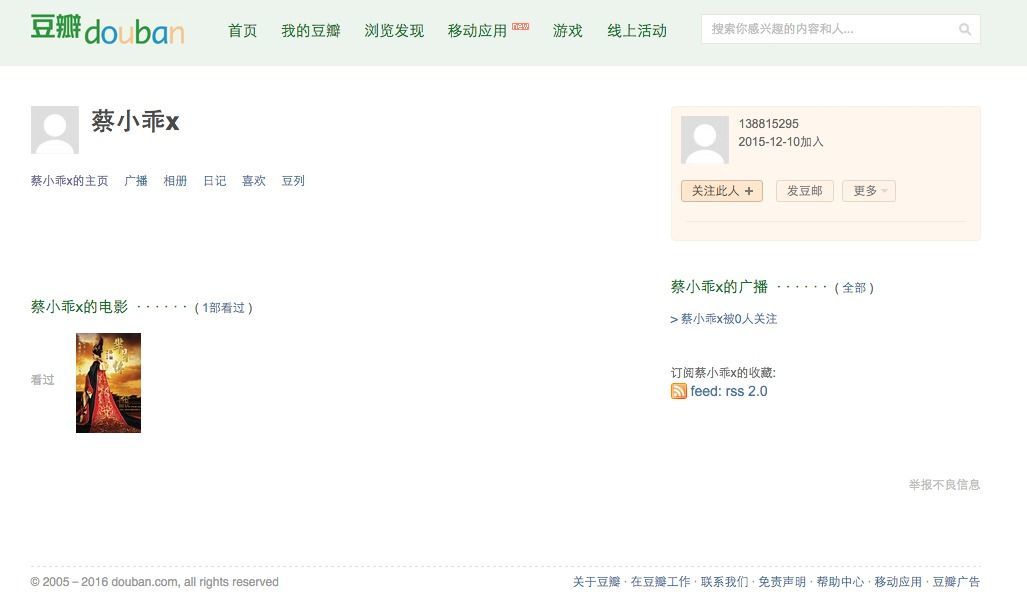 豆瓣douban
首页 我的豆瓣 浏览发现 移动应用 new 游戏 线上活动
搜索你感兴趣的内容和人...
蔡小乖x
蔡小乖x的主页 广播 相册 日记 喜欢 豆列
138815295
2015-12-10加入
关注此人 + 发豆邮 更多
蔡小乖x的电影 · · · · · · ( 1部看过 )
看过
芈月传
蔡小乖x的广播 · · · · · · ( 全部 )
> 蔡小乖x被0人关注
订阅蔡小乖x的收藏:
feed: rss 2.0
举报不良信息
© 2005－2016 douban.com, all rights reserved
关于豆瓣 · 在豆瓣工作 · 联系我们 · 免责声明 · 帮助中心 · 移动应用 · 豆瓣广告